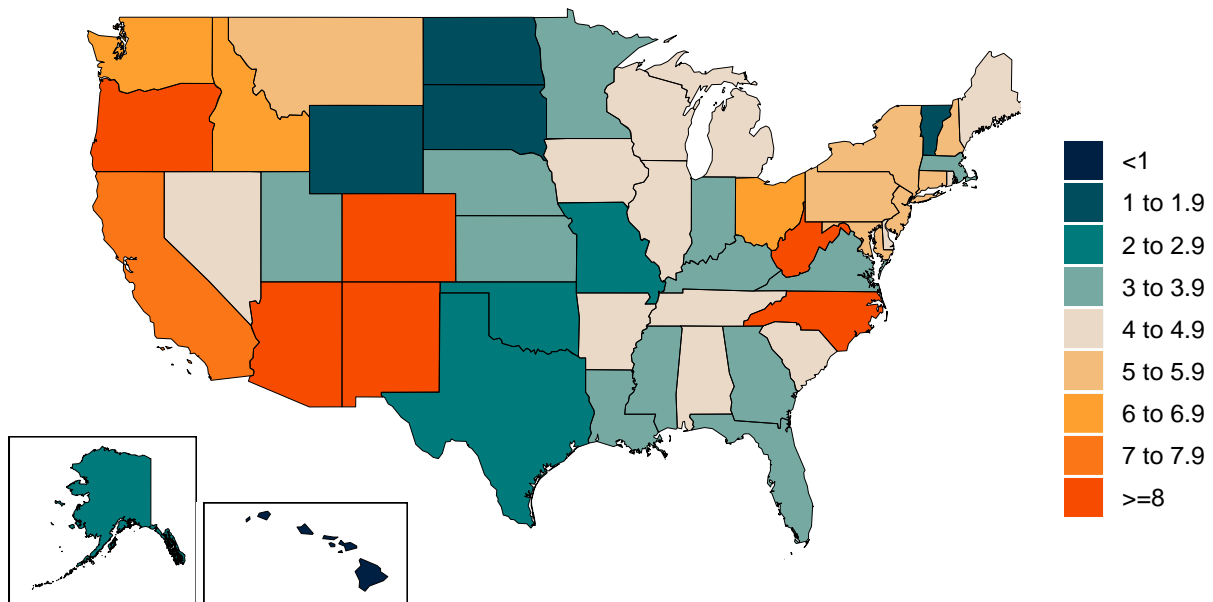 <1
1 to 1.9
2 to 2.9
3 to 3.9
4 to 4.9
5 to 5.9
6 to 6.9
7 to 7.9
>=8